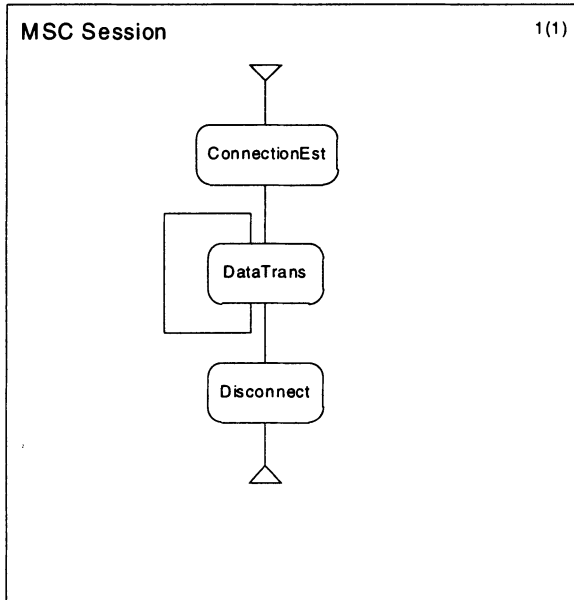 MSC Session
1(1)
ConnectionEst
DataTrans
Disconnect